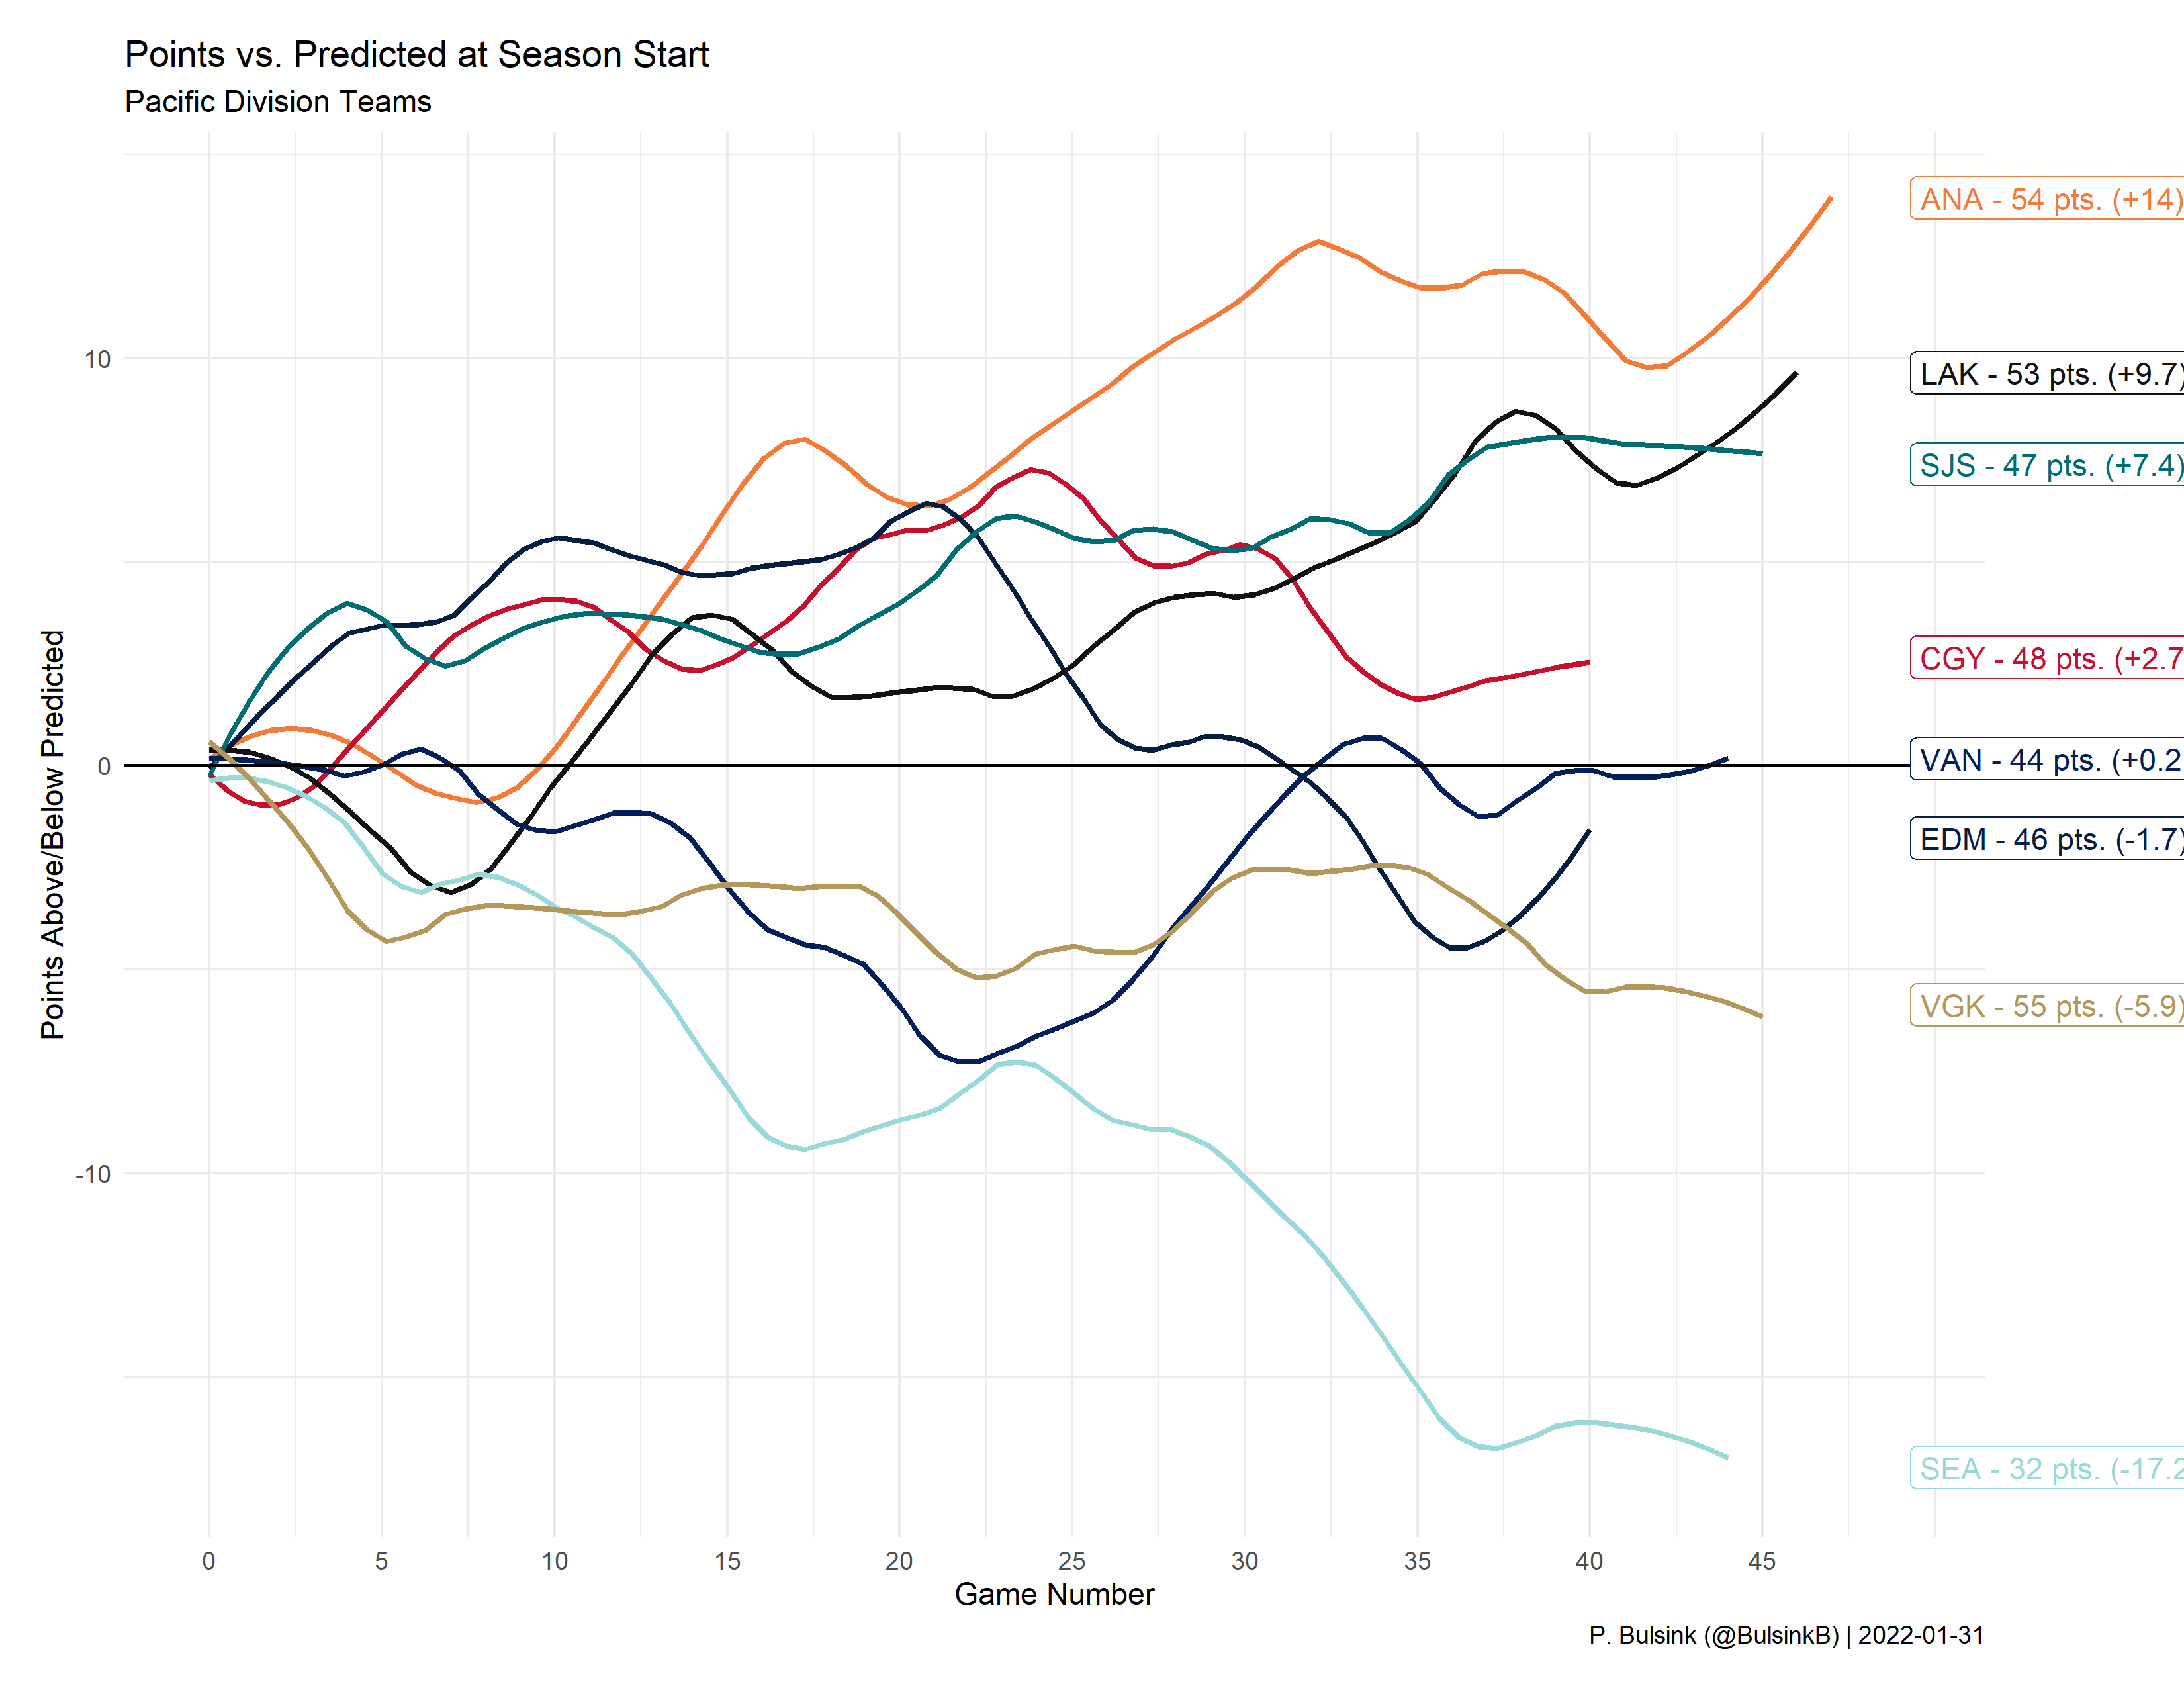 Points vs. Predicted at Season Start
Pacific Division Teams
Points Above/Below Predicted
10
0
-10
ANA - 54 pts. (+14)
LAK - 53 pts. (+9.7)
SJS - 47 pts. (+7.4)
CGY - 48 pts. (+2.7
VAN - 44 pts. (+0.2
EDM - 46 pts. (-1.7)
VGK - 55 pts. (-5.9)
SEA - 32 pts. (-17.2
0 5 10 15 20 25 30 35 40 45
Game Number
P. Bulsink (@BulsinkB) | 2022-01-31